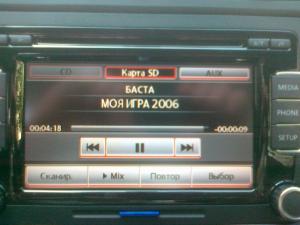 CD
Карта SD
AUX
БАСТА
МОЯ ИГРА 2006
00:04:18
-00:00:09
Сканир.
Mix
Повтор
Выбор
MEDIA
PHONE
SETUP